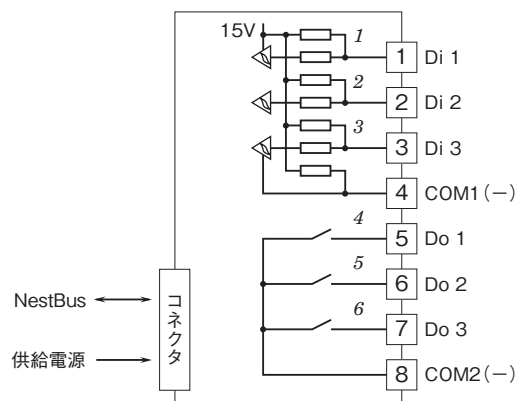 15V
1
1 Di 1
2
2 Di 2
3
3 Di 3
4 COM1(−)
4
5 Do 1
5
6 Do 2
6
7 Do 3
8 COM2(−)
NestBus
供給電源
コネクタ